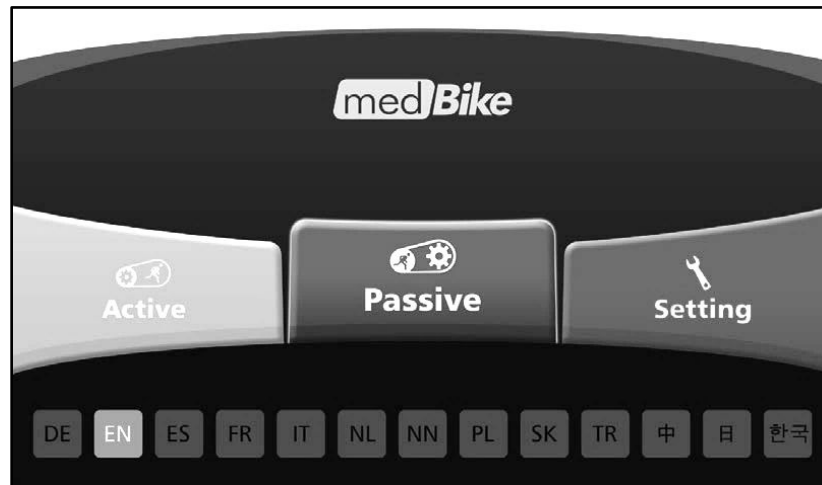 med Bike
Active Passive Setting
DE EN ES FR IT NL NN PL SK TR 中 日 한국